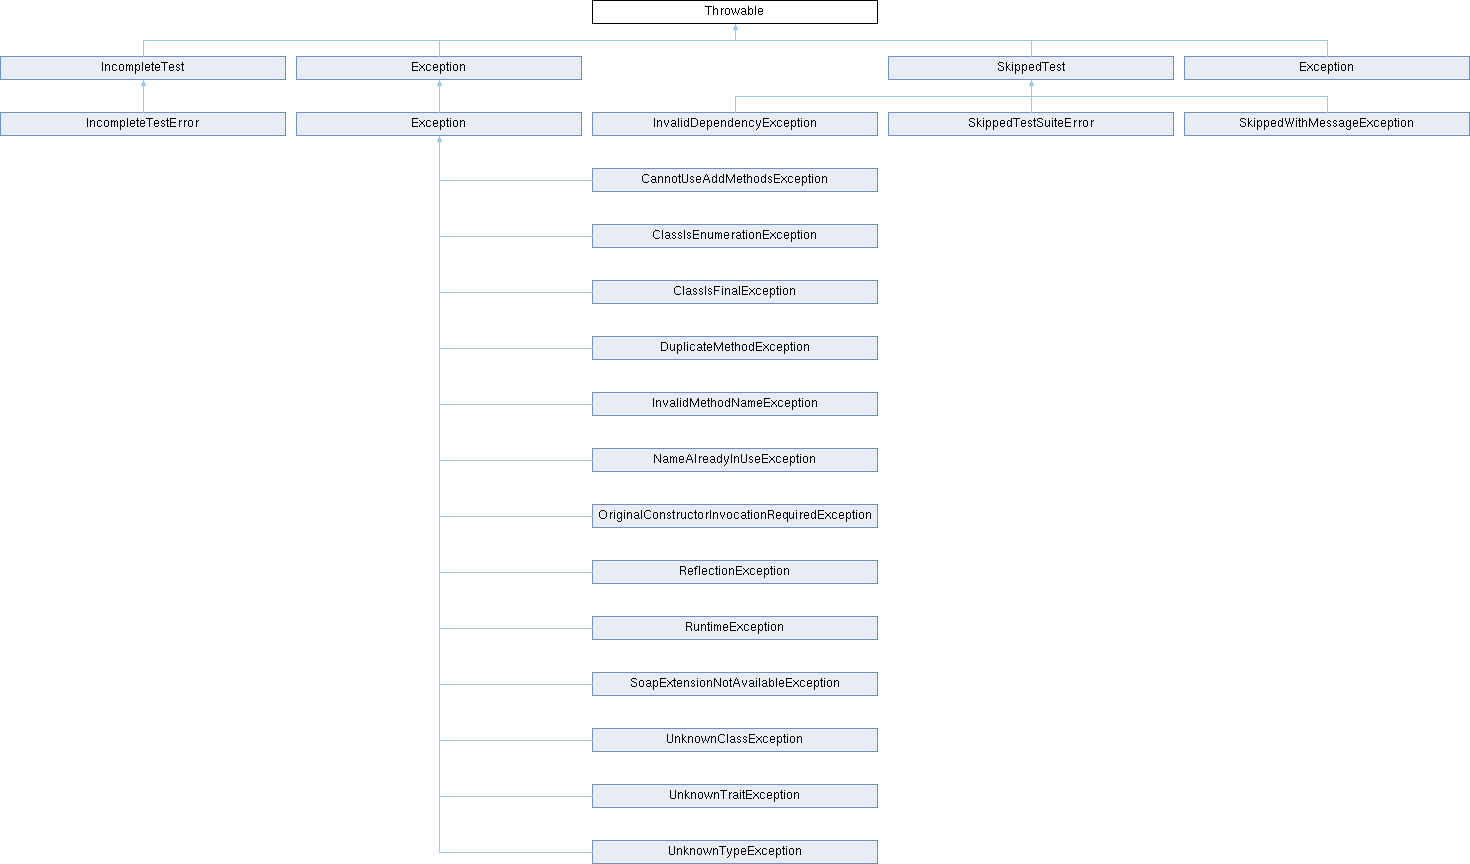 Throwable
IncompleteTest
Exception
SkippedTest
Exception
IncompleteTestError
Exception
InvalidDependencyException
SkippedTestSuiteError
SkippedWithMessageException
CannotUseAddMethodsException
ClassIsEnumerationException
ClassIsFinalException
DuplicateMethodException
InvalidMethodNameException
NameAlreadyInUseException
OriginalConstructorInvocationRequiredException
ReflectionException
RuntimeException
SoapExtensionNotAvailableException
UnknownClassException
UnknownTraitException
UnknownTypeException